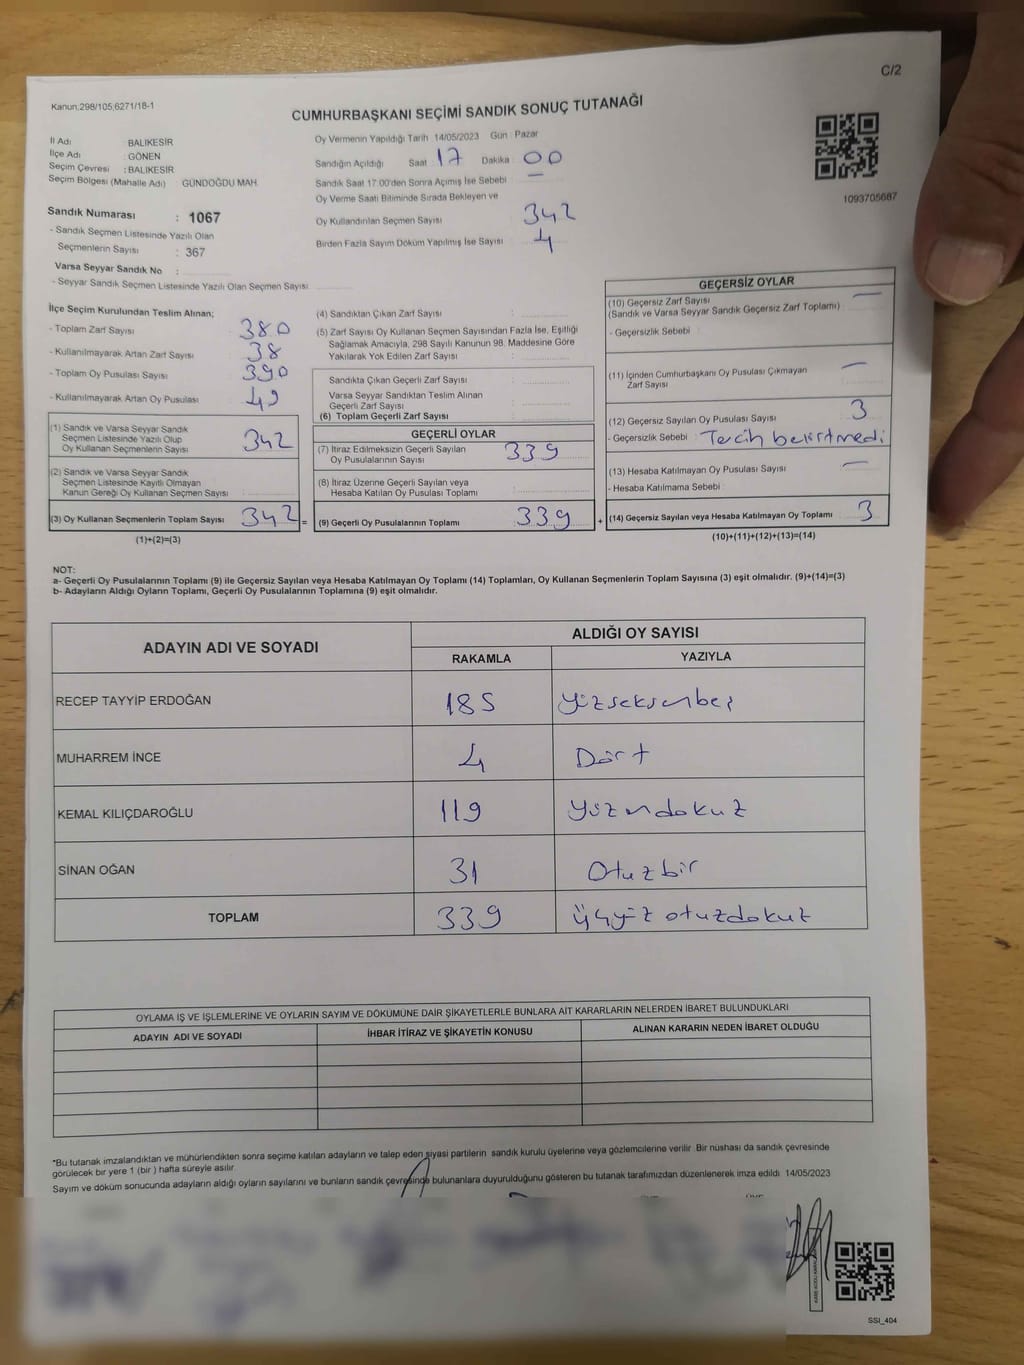 C/2
Kanun:298/105,6271/18-1
CUMHURBAŞKANI SEÇİMİ SANDIK SONUÇ TUTANAĞI
İl Adı : BALIKESİR
İlçe Adı : GÖNEN
Seçim Çevresi : BALIKESİR
Seçim Bölgesi (Mahalle Adı) GÜNDOĞDU MAH.
Sandık Numarası : 1067
- Sandık Seçmen Listesinde Yazılı Olan
Seçmenlerin Sayısı : 367
Varsa Seyyar Sandık No :
- Seyyar Sandık Seçmen Listesinde Yazılı Olan Seçmen Sayısı :
Oy Vermenin Yapıldığı Tarih 14/05/2023 Gün : Pazar
Sandığın Açıldığı Saat : 17 Dakika : 00
Sandık Saat 17:00'den Sonra Açımış İse Sebebi : —
Oy Verme Saati Bitiminde Sırada Bekleyen ve
Oy Kullandırılan Seçmen Sayısı : 342
Birden Fazla Sayım Döküm Yapılmış İse Sayısı : 4
1093705687
İlçe Seçim Kurulundan Teslim Alınan;
- Toplam Zarf Sayısı : 380
- Kullanılmayarak Artan Zarf Sayısı : 38
- Toplam Oy Pusulası Sayısı : 390
- Kullanılmayarak Artan Oy Pusulası : 49
(1) Sandık ve Varsa Seyyar Sandık
Seçmen Listesinde Yazılı Olup
Oy Kullanan Seçmenlerin Sayısı : 342
(2) Sandık ve Varsa Seyyar Sandık
Seçmen Listesinde Kayıtlı Olmayan
Kanun Gereği Oy Kullanan Seçmen Sayısı :
(3) Oy Kullanan Seçmenlerin Toplam Sayısı : 342 =
(1)+(2)=(3)
(4) Sandıktan Çıkan Zarf Sayısı :
(5) Zarf Sayısı Oy Kullanan Seçmen Sayısından Fazla İse, Eşitliği
Sağlamak Amacıyla, 298 Sayılı Kanunun 98. Maddesine Göre
Yakılarak Yok Edilen Zarf Sayısı :
Sandıkta Çıkan Geçerli Zarf Sayısı :
Varsa Seyyar Sandıktan Teslim Alınan
Geçerli Zarf Sayısı :
(6) Toplam Geçerli Zarf Sayısı :
GEÇERLİ OYLAR
(7) İtiraz Edilmeksizin Geçerli Sayılan
Oy Pusulalarının Sayısı : 339
(8) İtiraz Üzerine Geçerli Sayılan veya
Hesaba Katılan Oy Pusulası Toplamı :
(9) Geçerli Oy Pusulalarının Toplamı : 339 +
GEÇERSİZ OYLAR
(10) Geçersiz Zarf Sayısı
(Sandık ve Varsa Seyyar Sandık Geçersiz Zarf Toplamı) : —
- Geçersizlik Sebebi :
(11) İçinden Cumhurbaşkanı Oy Pusulası Çıkmayan
Zarf Sayısı : —
(12) Geçersiz Sayılan Oy Pusulası Sayısı : 3
- Geçersizlik Sebebi : Tercih belirtmedi
(13) Hesaba Katılmayan Oy Pusulası Sayısı : —
- Hesaba Katılmama Sebebi :
(14) Geçersiz Sayılan veya Hesaba Katılmayan Oy Toplamı : 3
(10)+(11)+(12)+(13)=(14)
NOT:
a- Geçerli Oy Pusulalarının Toplamı (9) ile Geçersiz Sayılan veya Hesaba Katılmayan Oy Toplamı (14) Toplamları, Oy Kullanan Seçmenlerin Toplam Sayısına (3) eşit olmalıdır. (9)+(14)=(3)
b- Adayların Aldığı Oyların Toplamı, Geçerli Oy Pusulalarının Toplamına (9) eşit olmalıdır.
ADAYIN ADI VE SOYADI ALDIĞI OY SAYISI
RAKAMLA YAZIYLA
RECEP TAYYİP ERDOĞAN 185 Yüzseksenbeş
MUHARREM İNCE 4 Dört
KEMAL KILIÇDAROĞLU 119 Yüzondokuz
SİNAN OĞAN 31 Otuzbir
TOPLAM 339 üçyüz otuzdokuz
OYLAMA İŞ VE İŞLEMLERİNE VE OYLARIN SAYIM VE DÖKÜMÜNE DAİR ŞİKAYETLERLE BUNLARA AİT KARARLARIN NELERDEN İBARET BULUNDUKLARI
ADAYIN ADI VE SOYADI İHBAR İTİRAZ VE ŞİKAYETİN KONUSU ALINAN KARARIN NEDEN İBARET OLDUĞU
*Bu tutanak imzalandıktan ve mühürlendikten sonra seçime katılan adayların ve talep eden siyasi partilerin sandık kurulu üyelerine veya gözlemcilerine verilir. Bir nüshası da sandık çevresinde
görülecek bir yere 1 (bir) hafta süreyle asılır.
Sayım ve döküm sonucunda adayların aldığı oyların sayılarını ve bunların sandık çevresinde bulunanlara duyurulduğunu gösteren bu tutanak tarafımızdan düzenlenerek imza edildi. 14/05/2023
SSI_404